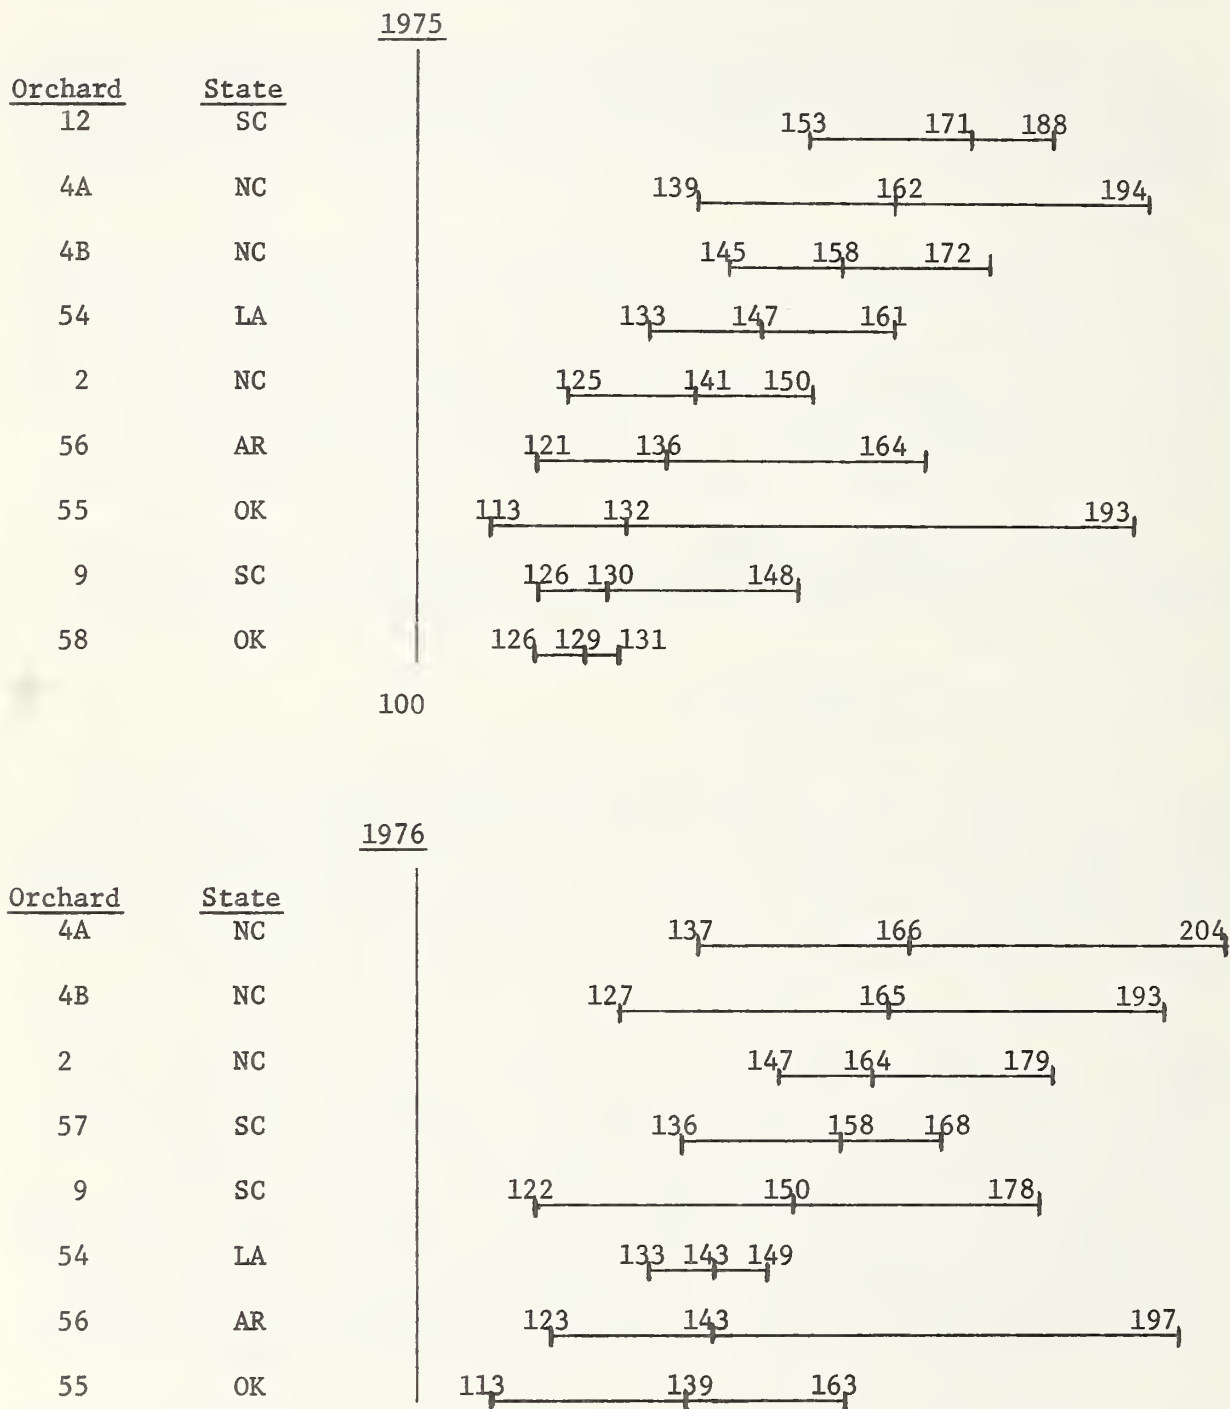 1975
Orchard State
12 SC 153 171 188
4A NC 139 162 194
4B NC 145 158 172
54 LA 133 147 161
2 NC 125 141 150
56 AR 121 136 164
55 OK 113 132 193
9 SC 126 130 148
58 OK 126 129 131
100
1976
Orchard State
4A NC 137 166 204
4B NC 127 165 193
2 NC 147 164 179
57 SC 136 158 168
9 SC 122 150 178
54 LA 133 143 149
56 AR 123 143 197
55 OK 113 139 163